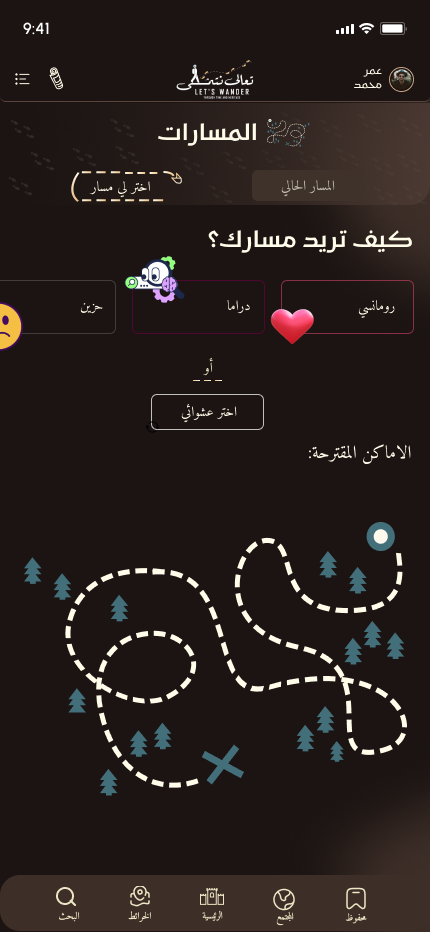 9:41
عمر
محمد
تعالى نتمشى
LET'S WANDER
المسارات
المسار الحالي
اختر لي مسار
كيف تريد مسارك؟
رومانسي
دراما
حزين
أو
اختر عشوائي
الاماكن المقترحة:
محفوظ
المجتمع
الرئيسية
الخرائط
البحث